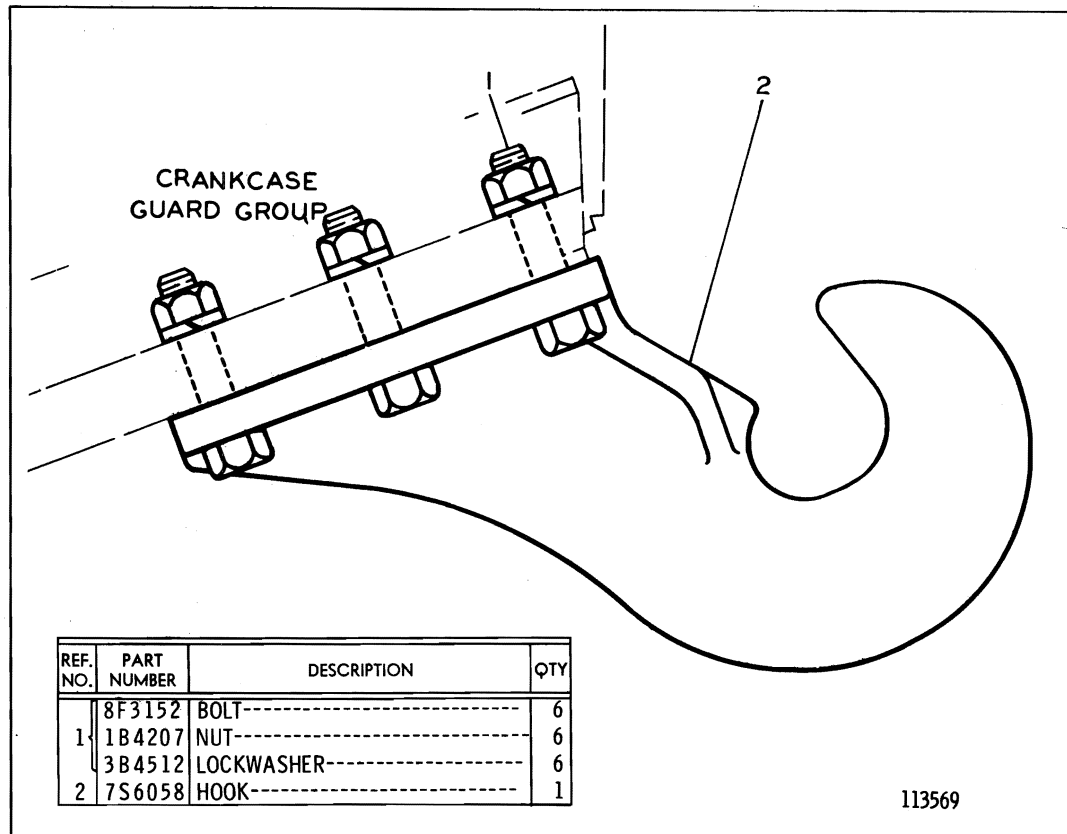 1
2
CRANKCASE
GUARD GROUP
REF. NO. PART NUMBER DESCRIPTION QTY
1 8F3152 BOLT 6
1B4207 NUT 6
3B4512 LOCKWASHER 6
2 7S6058 HOOK 1
113569